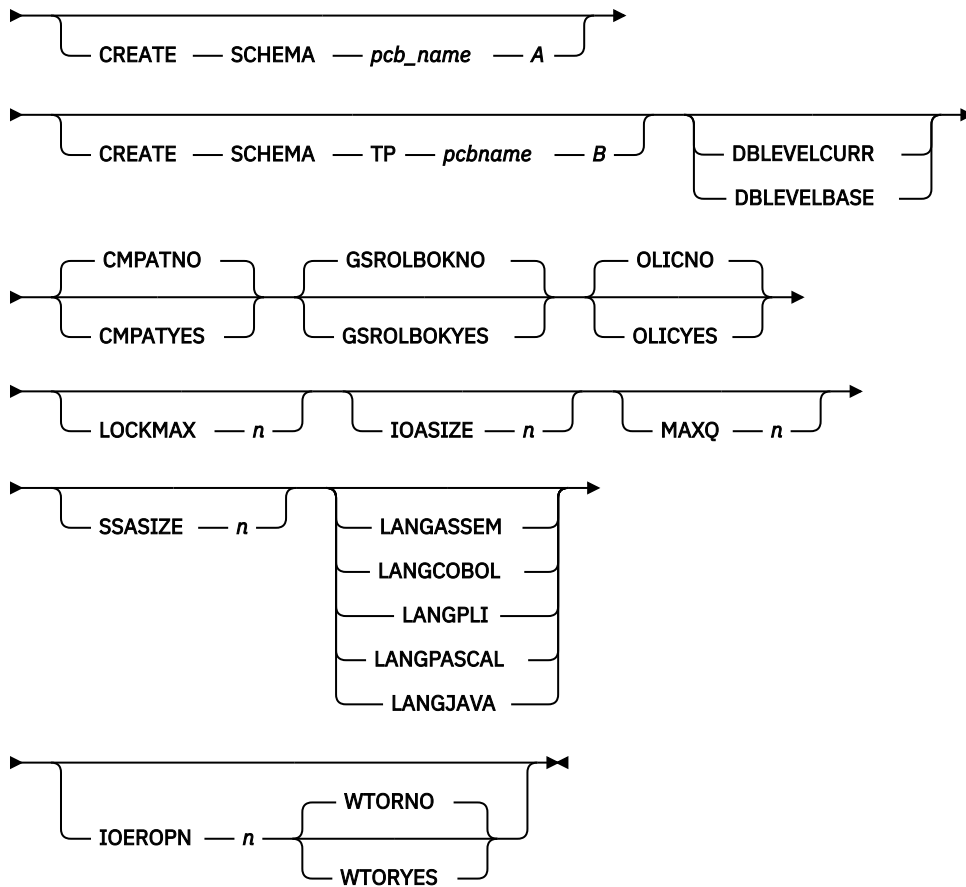 CREATE SCHEMA pcb_name A
CREATE SCHEMA TP pcbname B
DBLEVELCURR
DBLEVELBASE
CMPATNO
CMPATYES
GSROLBOKNO
GSROLBOKYES
OLICNO
OLICYES
LOCKMAX n
IOASIZE n
MAXQ n
SSASIZE n
LANGASSEM
LANGCOBOL
LANGPLI
LANGPASCAL
LANGJAVA
IOEROPN n
WTORNO
WTORYES